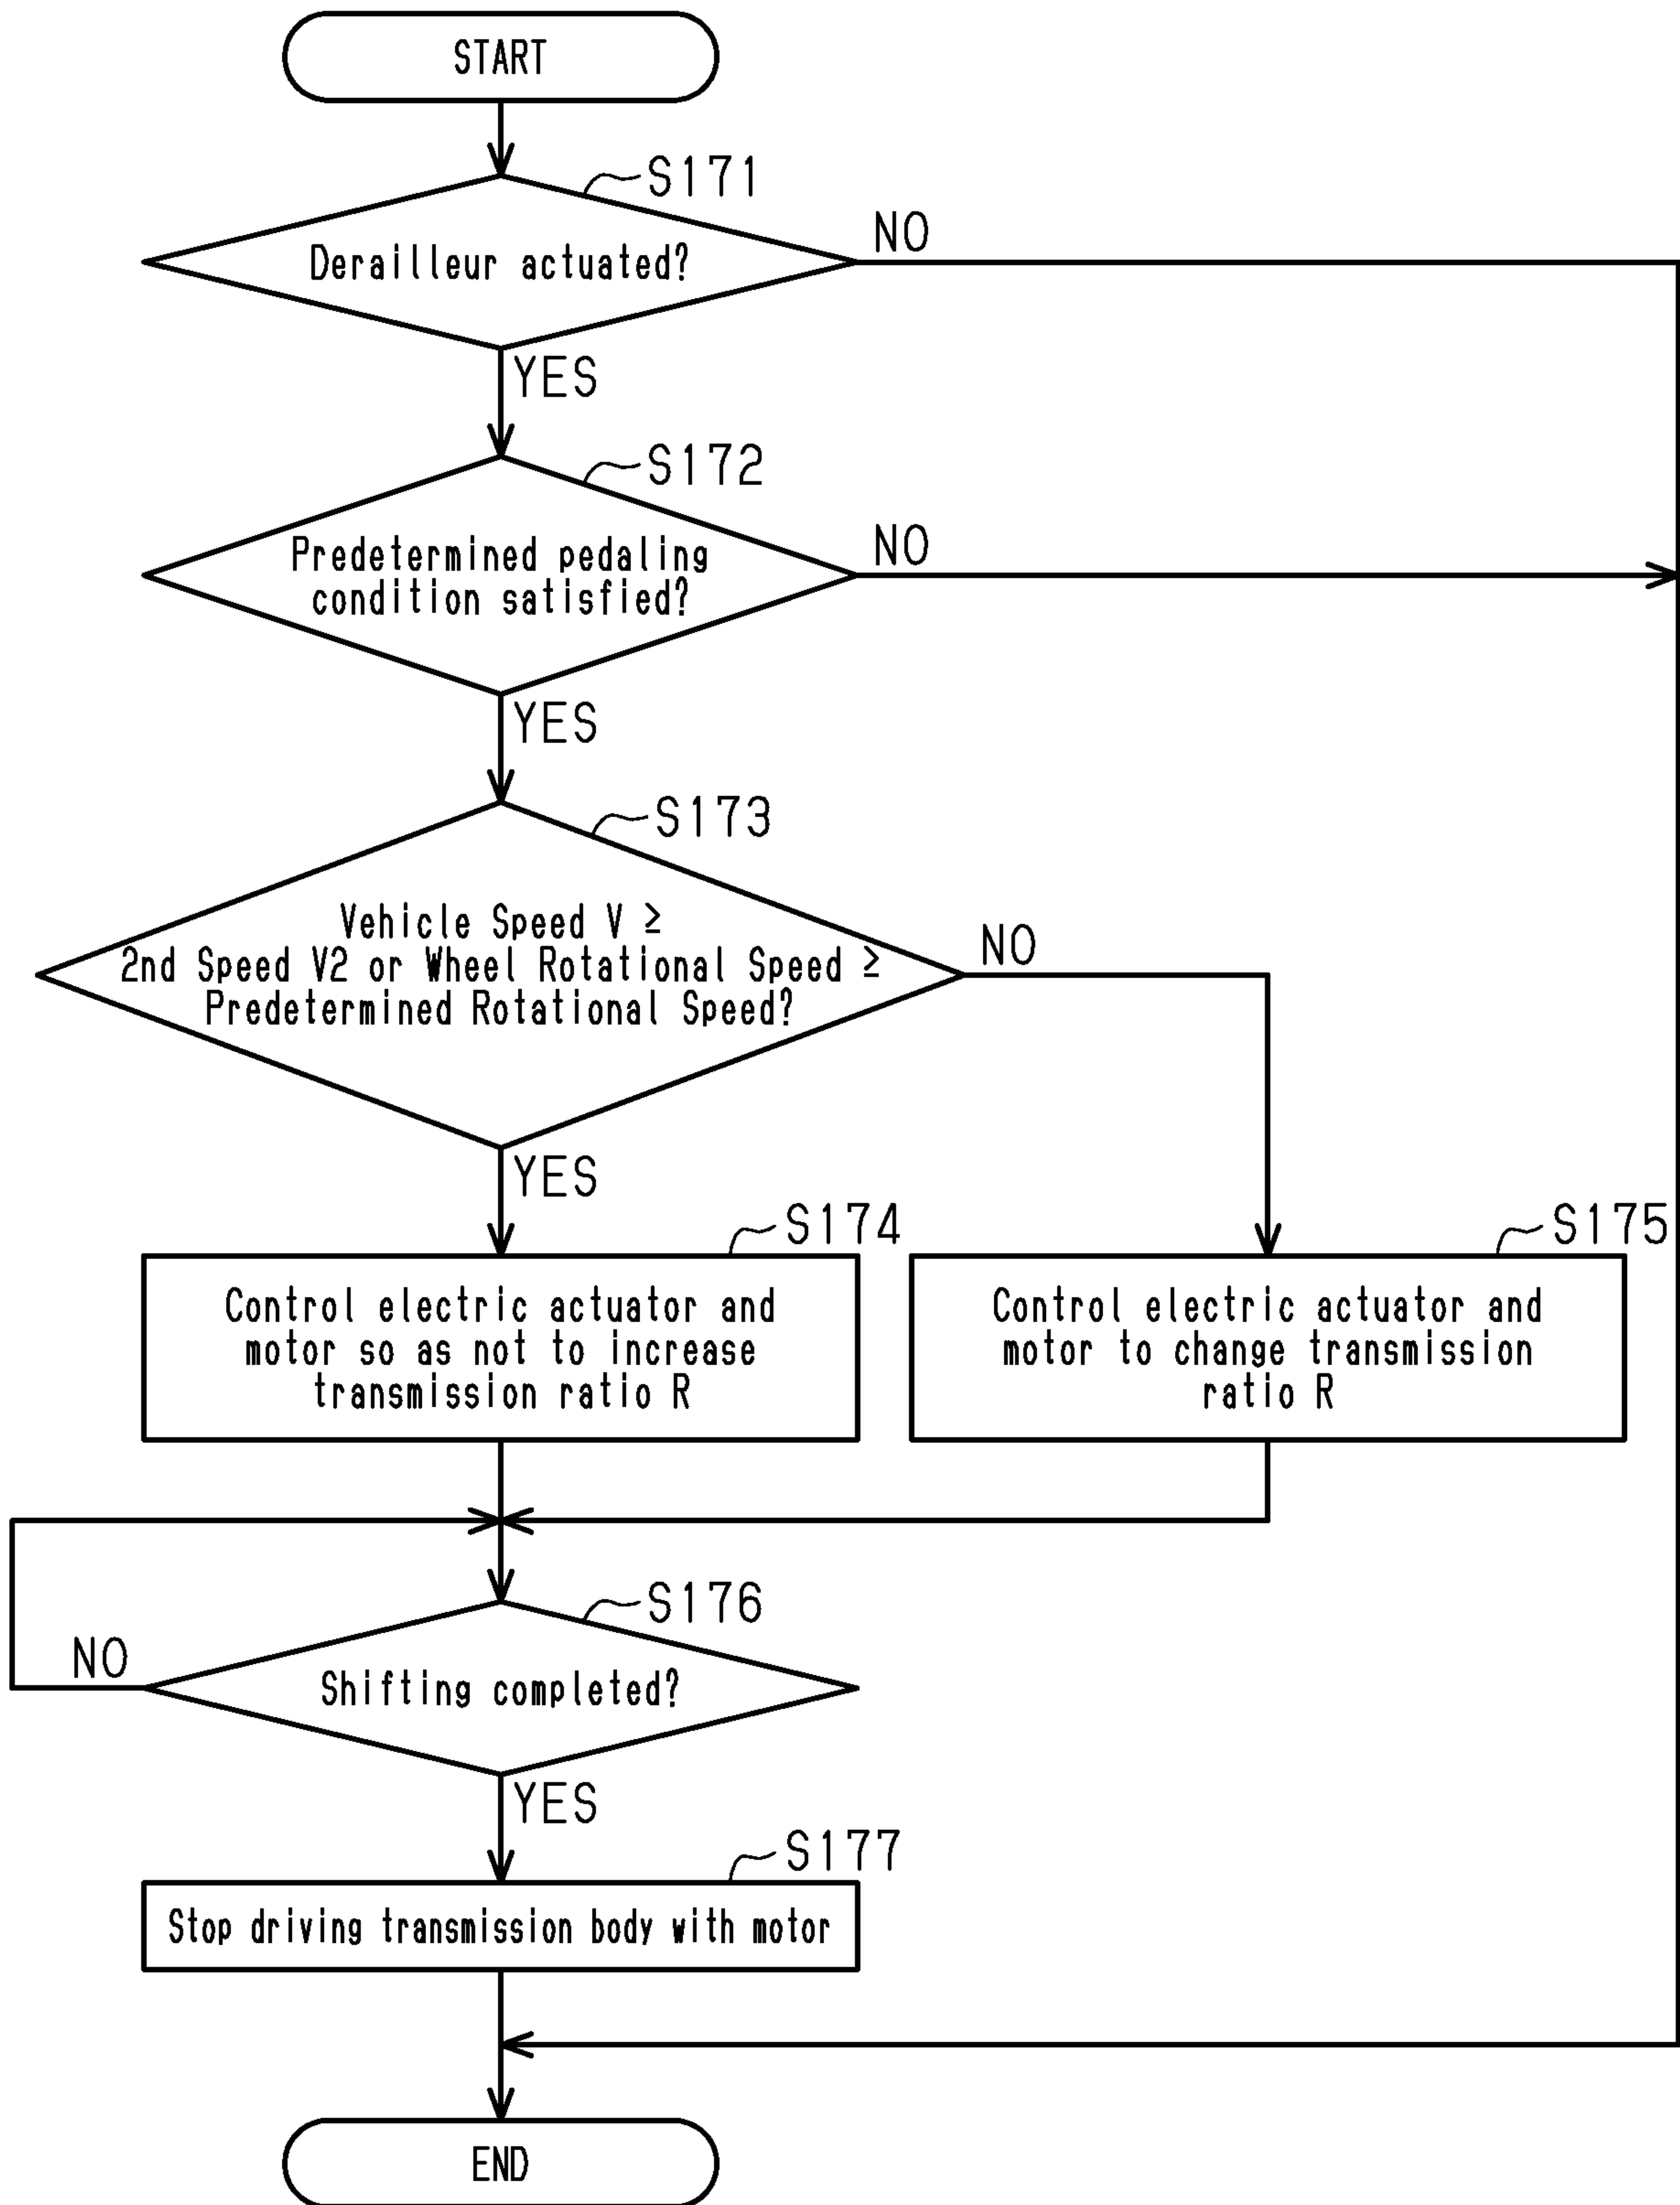 START
S171
Derailleur actuated?
NO
YES
S172
Predetermined pedaling
condition satisfied?
NO
YES
S173
Vehicle Speed V ≥
2nd Speed V2 or Wheel Rotational Speed ≥
Predetermined Rotational Speed?
NO
YES
S174
Control electric actuator and
motor so as not to increase
transmission ratio R
S175
Control electric actuator and
motor to change transmission
ratio R
S176
Shifting completed?
NO
YES
S177
Stop driving transmission body with motor
END